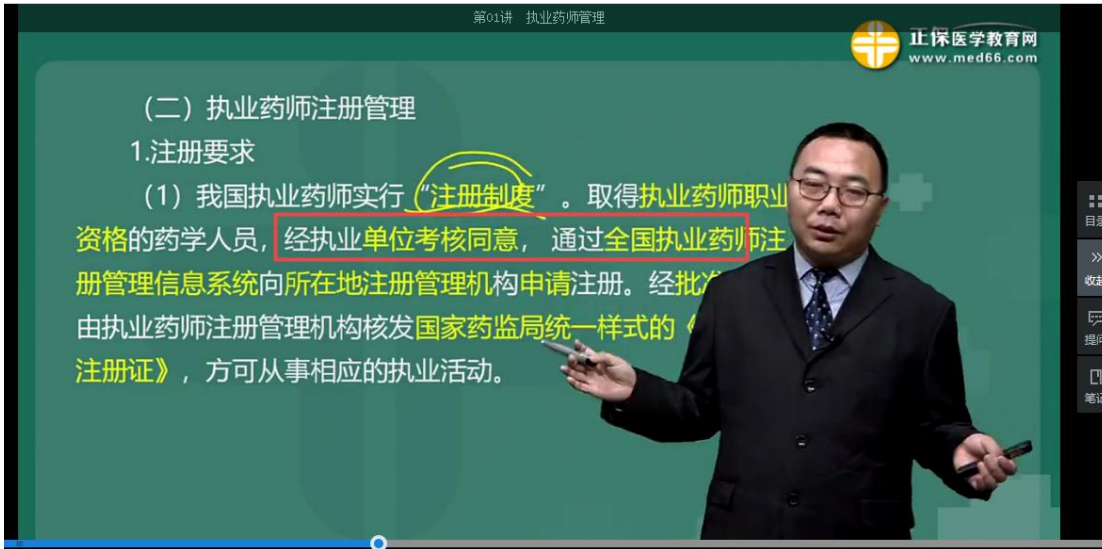 第01讲 执业药师管理
正保医学教育网
www.med66.com
（二）执业药师注册管理
1.注册要求
（1）我国执业药师实行“注册制度”。取得执业药师职业
资格的药学人员，经执业单位考核同意， 通过全国执业药师注
册管理信息系统向所在地注册管理机构申请注册。经批
由执业药师注册管理机构核发国家药监局统一样式的《
注册证》，方可从事相应的执业活动。
目录
收起
提问
笔记